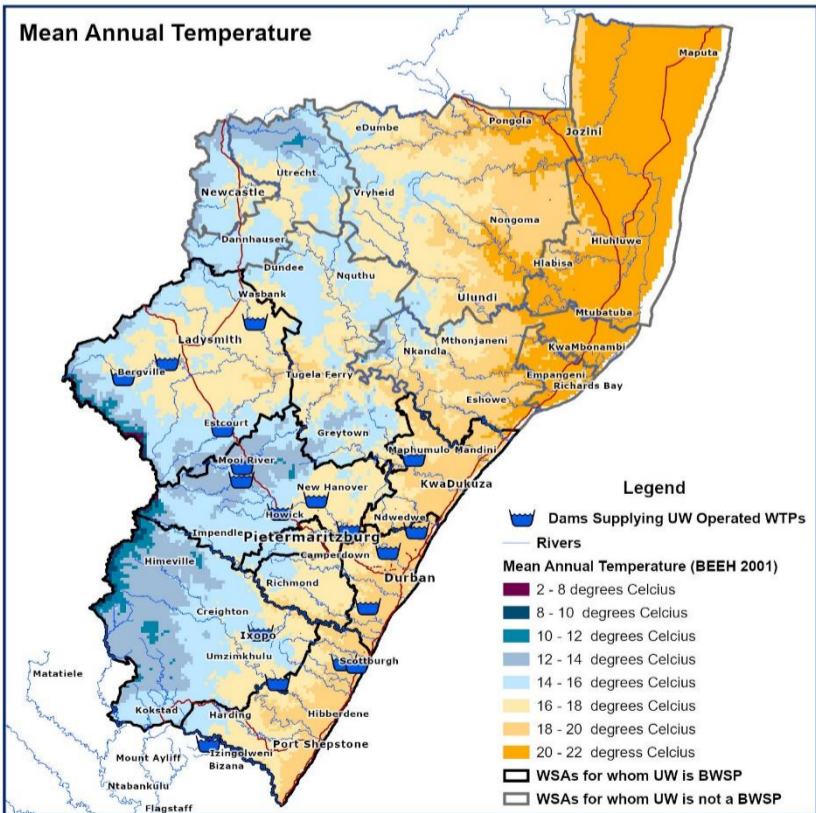 Mean Annual Temperature
Maputa
Pongola
eDumbe
Jozini
Utrecht
Newcastle
Vryheid
Nongoma
Dannhauser
Hluhluwe
Hlabisa
Dundee
Nquthu
Wasbank
Ulundi
Mtubatuba
Ladysmith
Mthonjaneni
KwaMbonambi
Nkandla
Bergville
Tugela Ferry
Empangeni
Richards Bay
Eshowe
Estcourt
Greytown
Maphumulo
Mandini
Mooi River
KwaDukuza
New Hanover
Howick
Ndwedwe
Impendle
Pietermaritzburg
Camperdown
Himeville
Durban
Richmond
Creighton
Ixopo
Umzimkhulu
Scottburgh
Matatiele
Kokstad
Harding
Hibberdene
Port Shepstone
Mount Ayliff
Izingolweni
Bizana
Ntabankulu
Flagstaff
Legend
Dams Supplying UW Operated WTPs
Rivers
Mean Annual Temperature (BEEH 2001)
2 - 8 degrees Celcius
8 - 10 degrees Celcius
10 - 12 degrees Celcius
12 - 14 degrees Celcius
14 - 16 degrees Celcius
16 - 18 degrees Celcius
18 - 20 degrees Celcius
20 - 22 degress Celcius
WSAs for whom UW is BWSP
WSAs for whom UW is not a BWSP